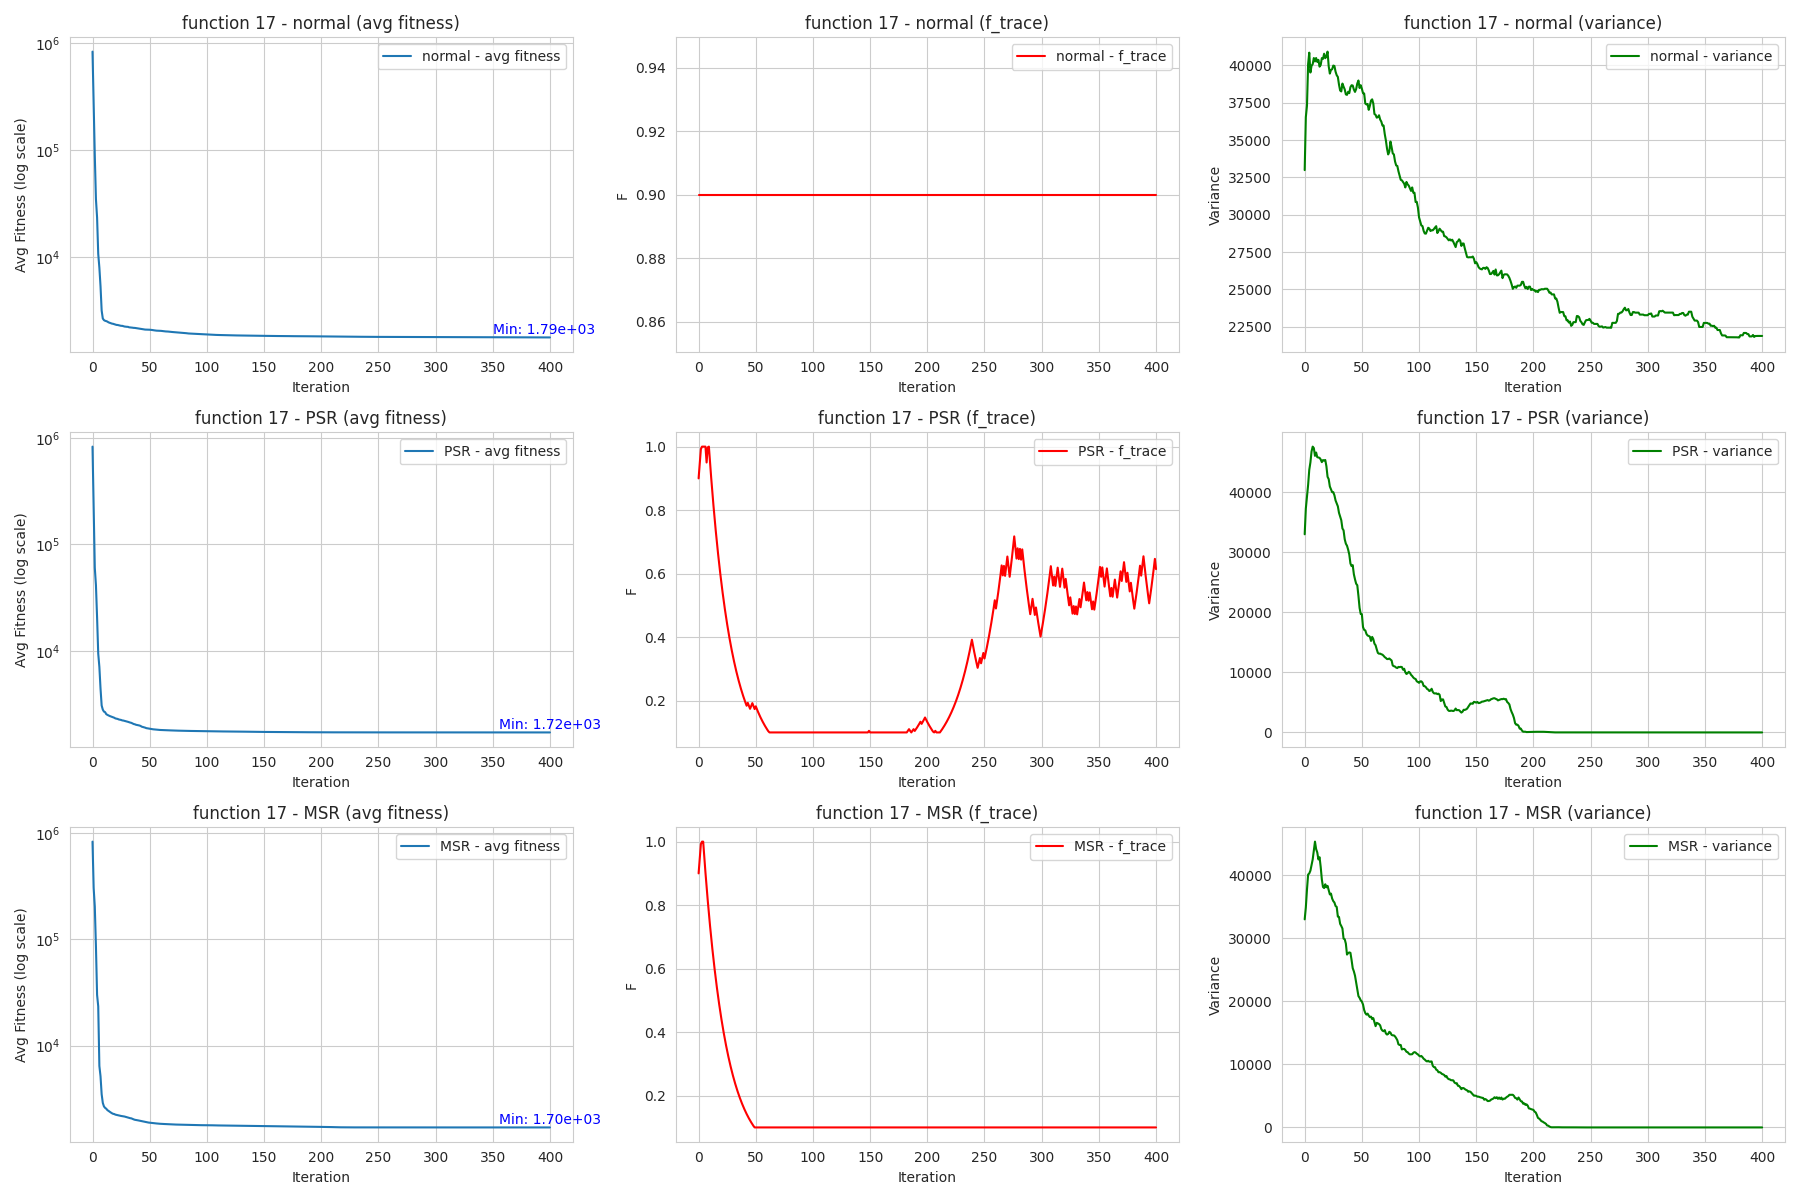 function 17 - normal (avg fitness)
normal - avg fitness
Avg Fitness (log scale)
10^6
10^5
10^4
Min: 1.79e+03
0 50 100 150 200 250 300 350 400
Iteration
function 17 - normal (f_trace)
normal - f_trace
F
0.94
0.92
0.90
0.88
0.86
0 50 100 150 200 250 300 350 400
Iteration
function 17 - normal (variance)
normal - variance
Variance
40000
37500
35000
32500
30000
27500
25000
22500
0 50 100 150 200 250 300 350 400
Iteration
function 17 - PSR (avg fitness)
PSR - avg fitness
Avg Fitness (log scale)
10^6
10^5
10^4
Min: 1.72e+03
0 50 100 150 200 250 300 350 400
Iteration
function 17 - PSR (f_trace)
PSR - f_trace
F
1.0
0.8
0.6
0.4
0.2
0 50 100 150 200 250 300 350 400
Iteration
function 17 - PSR (variance)
PSR - variance
Variance
40000
30000
20000
10000
0
0 50 100 150 200 250 300 350 400
Iteration
function 17 - MSR (avg fitness)
MSR - avg fitness
Avg Fitness (log scale)
10^6
10^5
10^4
Min: 1.70e+03
0 50 100 150 200 250 300 350 400
Iteration
function 17 - MSR (f_trace)
MSR - f_trace
F
1.0
0.8
0.6
0.4
0.2
0 50 100 150 200 250 300 350 400
Iteration
function 17 - MSR (variance)
MSR - variance
Variance
40000
30000
20000
10000
0
0 50 100 150 200 250 300 350 400
Iteration